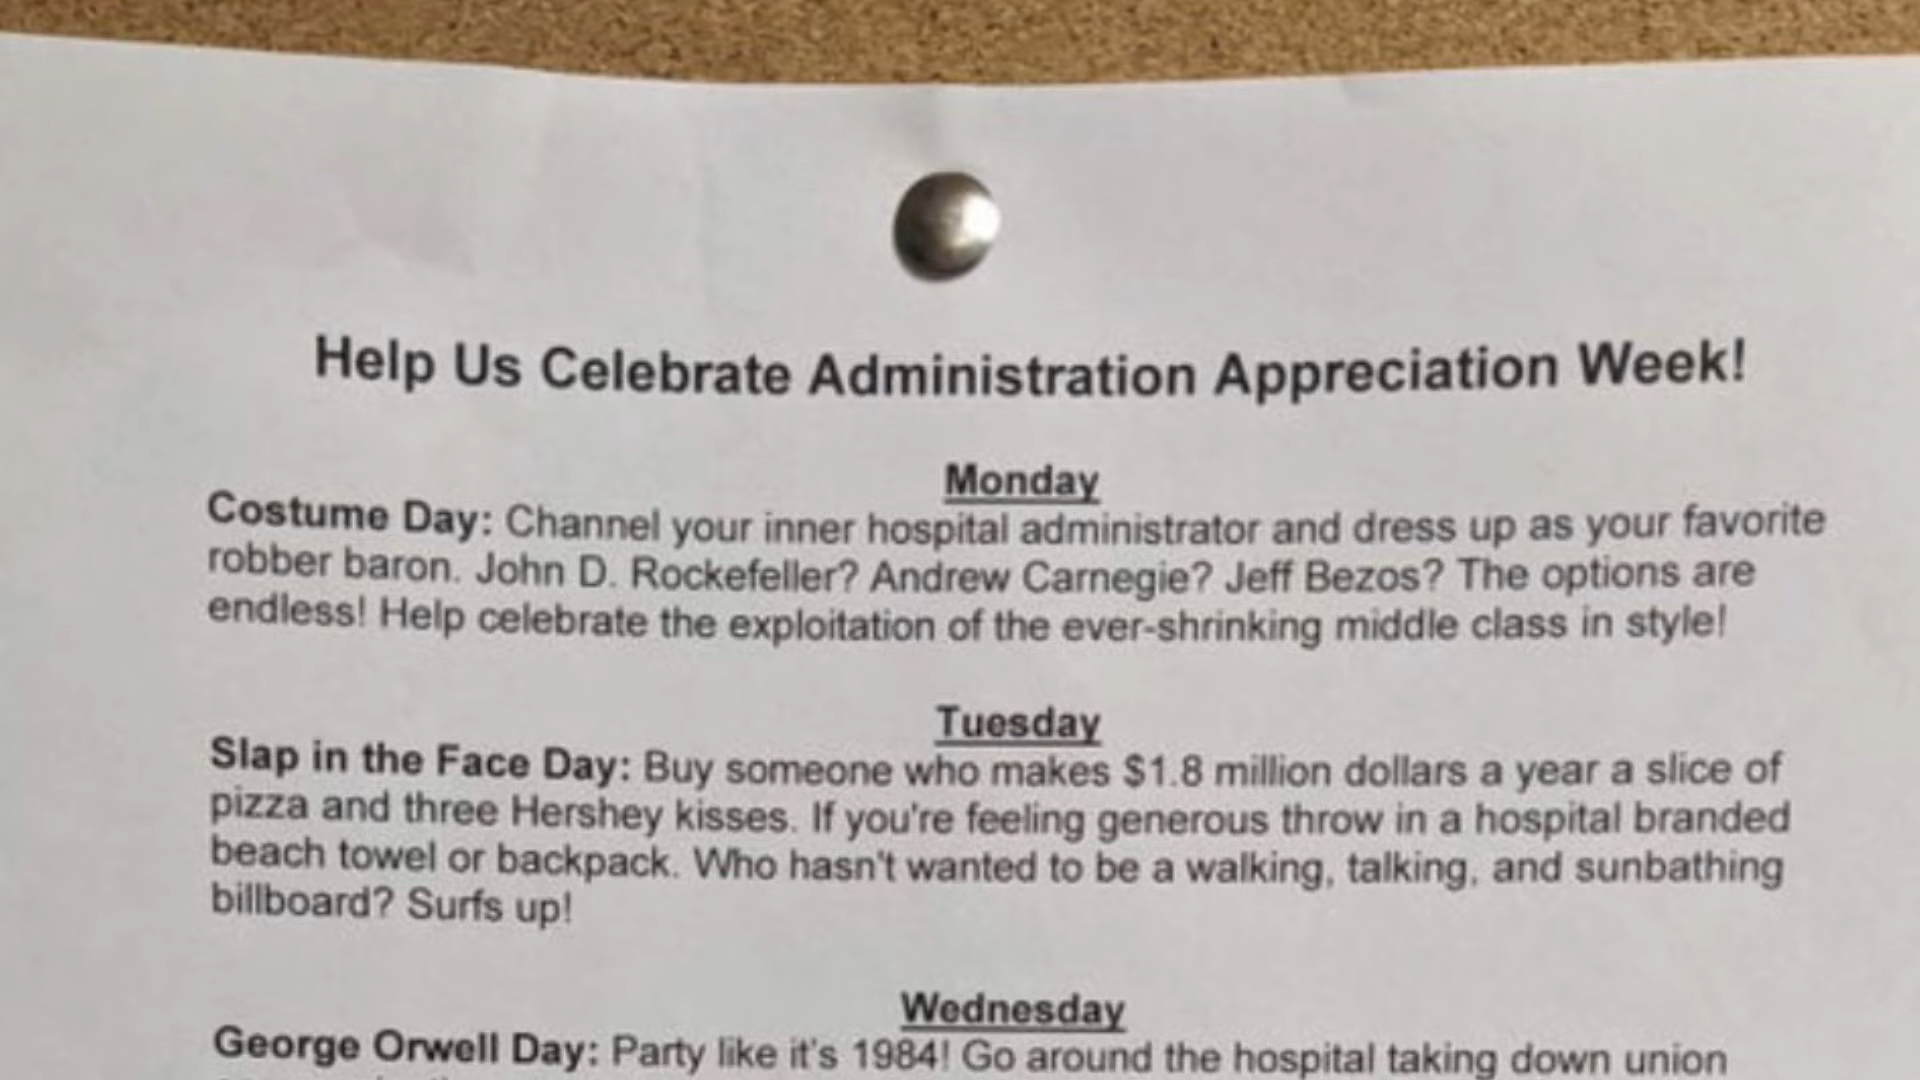 Help Us Celebrate Administration Appreciation Week!
Monday
Costume Day: Channel your inner hospital administrator and dress up as your favorite
robber baron. John D. Rockefeller? Andrew Carnegie? Jeff Bezos? The options are
endless! Help celebrate the exploitation of the ever-shrinking middle class in style!
Tuesday
Slap in the Face Day: Buy someone who makes $1.8 million dollars a year a slice of
pizza and three Hershey kisses. If you're feeling generous throw in a hospital branded
beach towel or backpack. Who hasn't wanted to be a walking, talking, and sunbathing
billboard? Surfs up!
Wednesday
George Orwell Day: Party like it's 1984! Go around the hospital taking down union